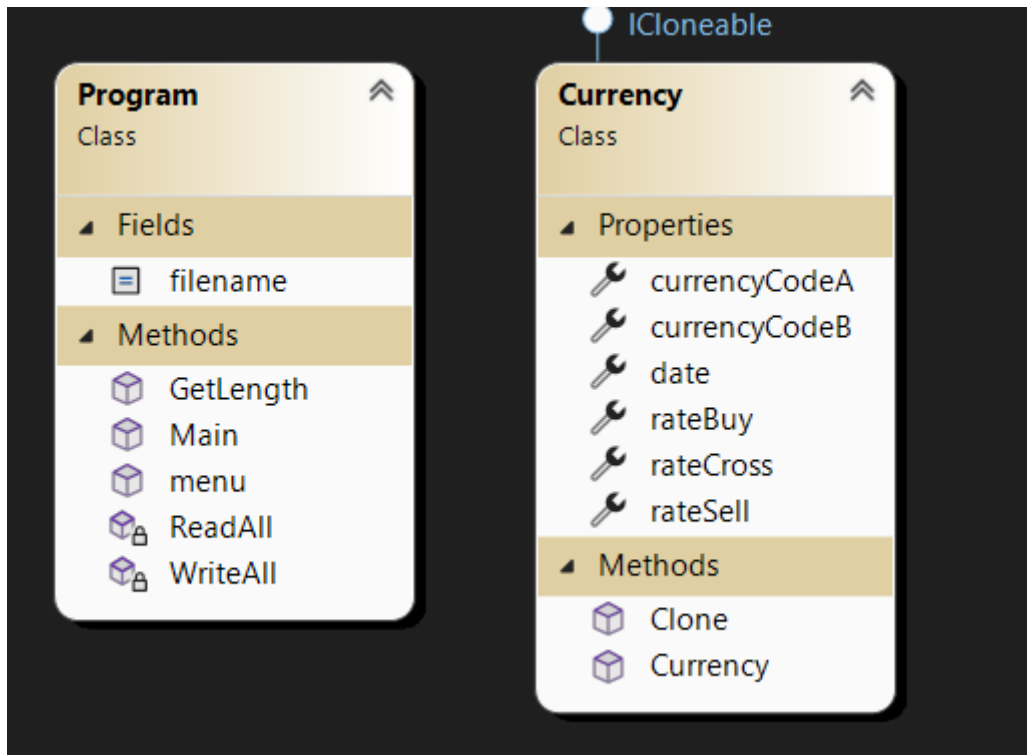 ICloneable
Program
Class
Fields
filename
Methods
GetLength
Main
menu
ReadAll
WriteAll
Currency
Class
Properties
currencyCodeA
currencyCodeB
date
rateBuy
rateCross
rateSell
Methods
Clone
Currency